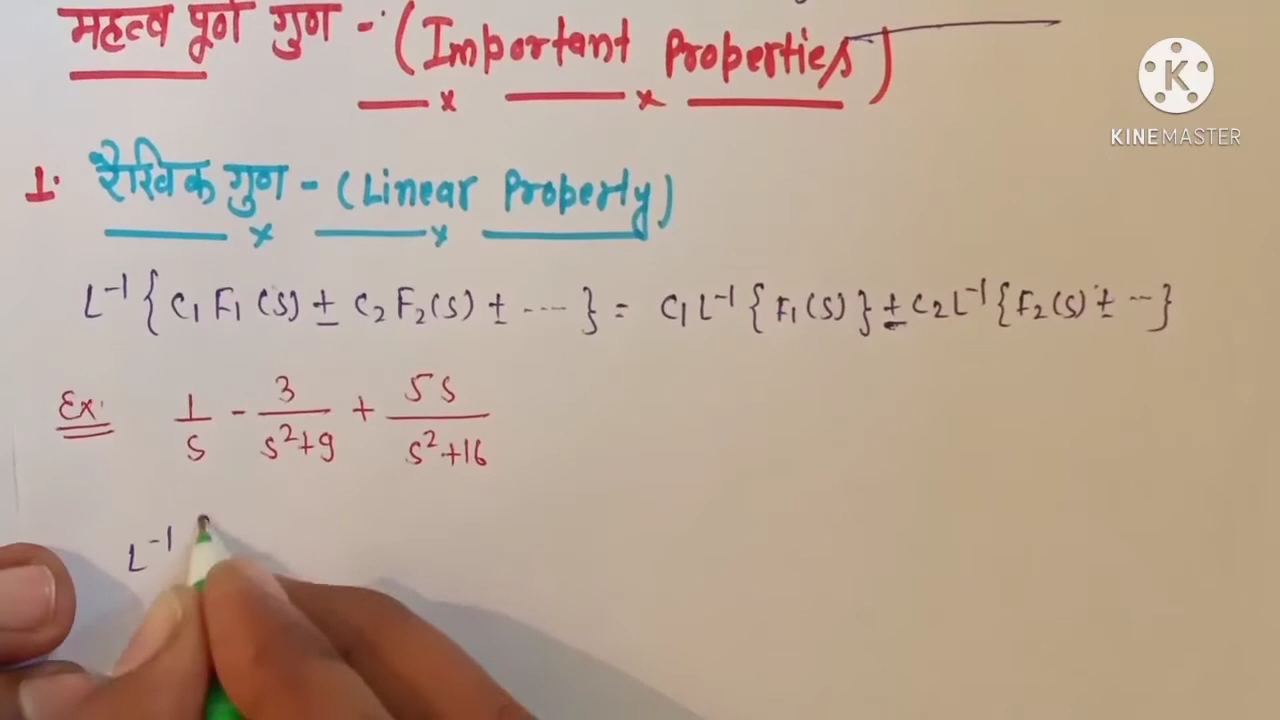 महत्व पूर्ण गुण - (Important Properties)
K
KINEMASTER
1. रैखिक गुण - (Linear Property)
L⁻¹ { C₁ F₁ (S) ± C₂ F₂ (S) ± ---- } = C₁ L⁻¹ { F₁ (S) } ± C₂ L⁻¹ { F₂ (S) ± --- }
Ex. 1/S - 3/(S²+9) + 5S/(S²+16)
L⁻¹